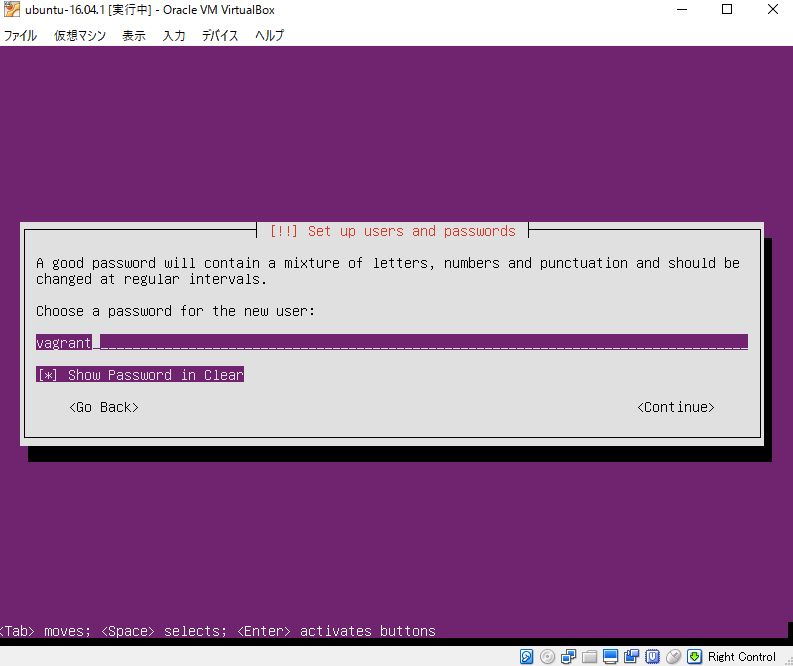 ubuntu-16.04.1 [実行中] - Oracle VM VirtualBox
ファイル 仮想マシン 表示 入力 デバイス ヘルプ
[!!] Set up users and passwords
A good password will contain a mixture of letters, numbers and punctuation and should be
changed at regular intervals.
Choose a password for the new user:
vagrant
[*] Show Password in Clear
<Go Back> <Continue>
<Tab> moves; <Space> selects; <Enter> activates buttons
Right Control